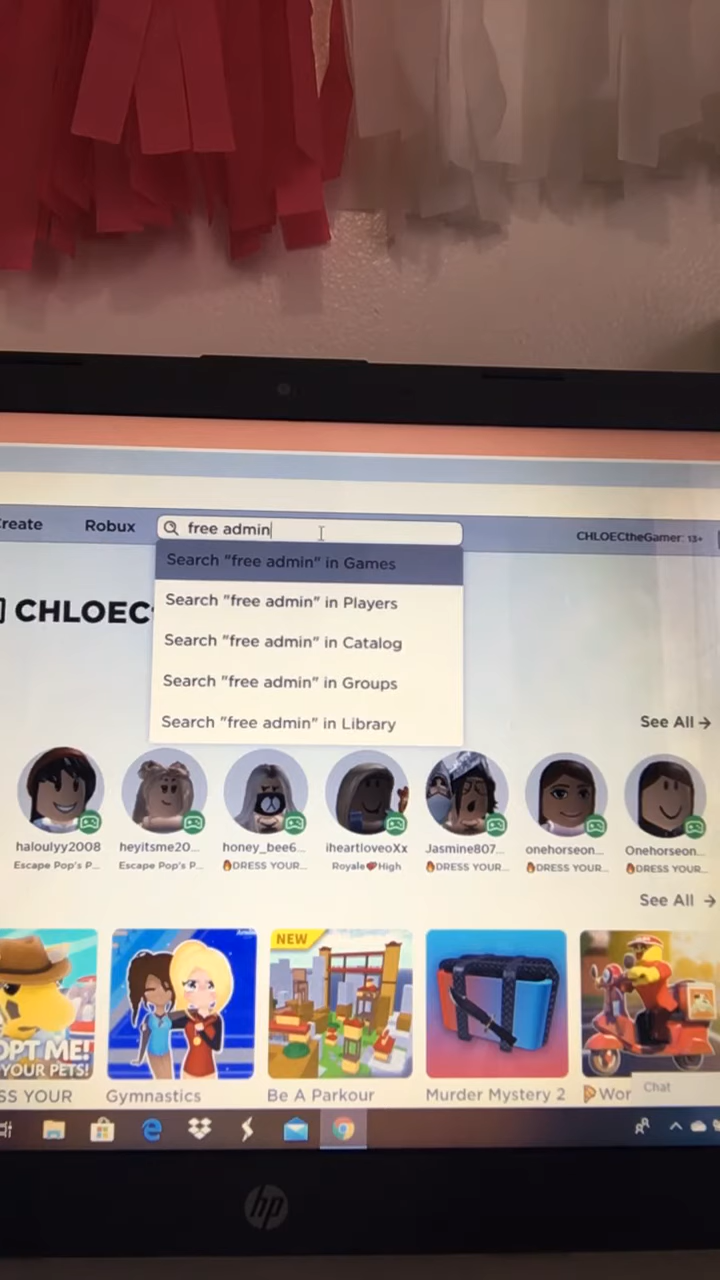 reate
Robux
free admin
CHLOECtheGamer: 13+
Search "free admin" in Games
Search "free admin" in Players
Search "free admin" in Catalog
Search "free admin" in Groups
Search "free admin" in Library
CHLOEC
See All
haloulyy2008
heyitsme20...
honey_bee6...
iheartloveoXx
Jasmine807...
onehorseon...
Onehorseon...
Escape Pop's P...
Escape Pop's P...
DRESS YOUR...
Royale High
DRESS YOUR...
DRESS YOUR...
DRESS YOUR...
See All
NEW
OPT ME!
YOUR PETS!
SS YOUR
Gymnastics
Be A Parkour
Murder Mystery 2
Wor
Chat
hp